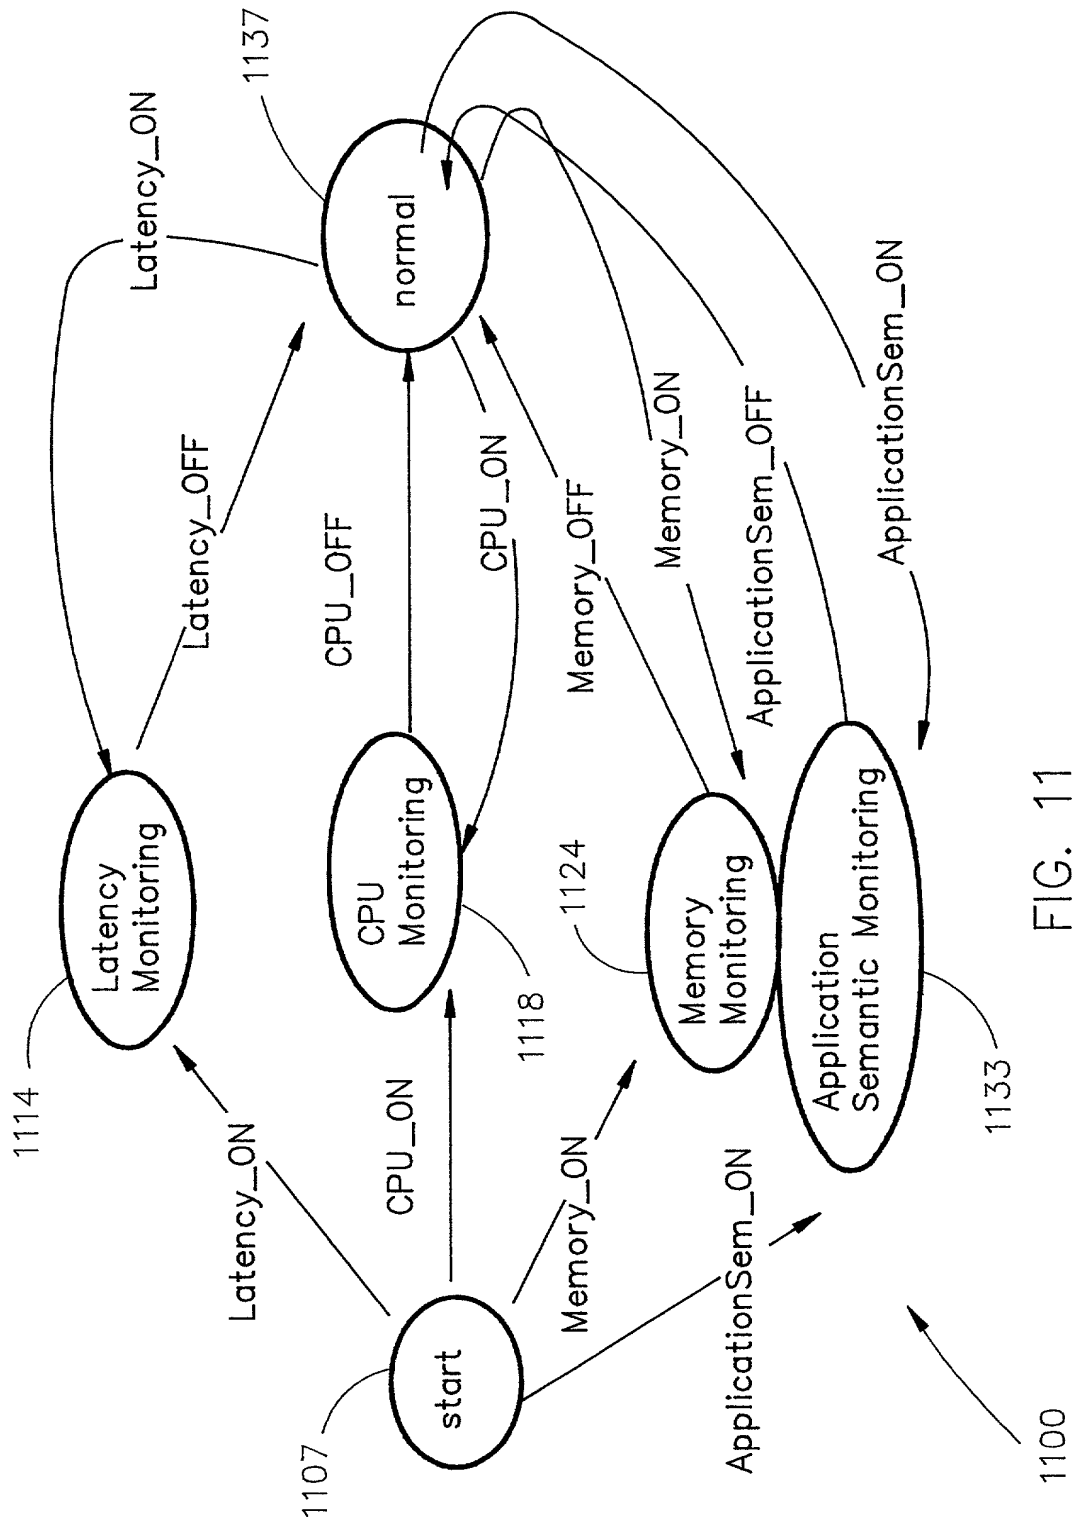 1114
Latency
Monitoring
Latency_ON
Latency_OFF
Latency_ON
1137
1107
start
CPU_ON
CPU
Monitoring
1118
CPU_OFF
CPU_ON
normal
Memory_ON
1124
Memory
Monitoring
Memory_OFF
Memory_ON
ApplicationSem_ON
Application
Semantic Monitoring
1133
ApplicationSem_OFF
ApplicationSem_ON
1100
FIG. 11